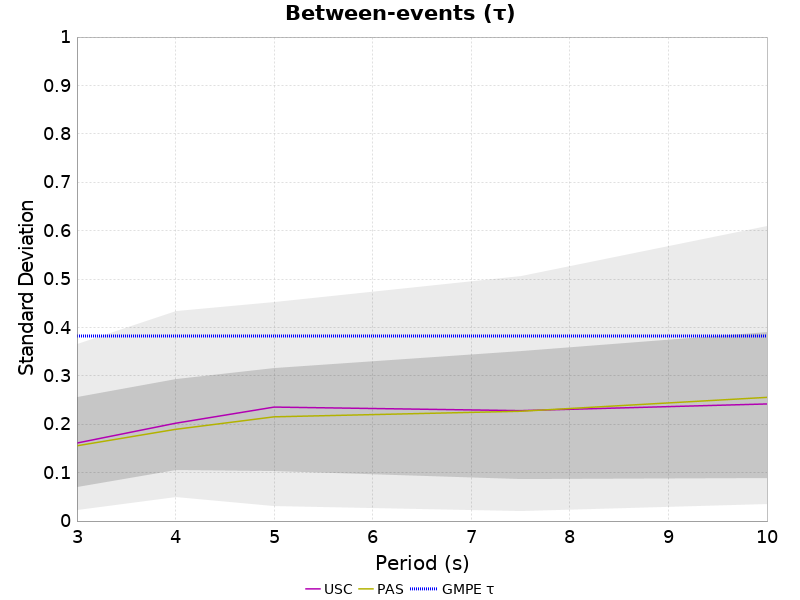 Between-events (τ)
1
0.9
0.8
0.7
0.6
0.5
0.4
0.3
0.2
0.1
0
Standard Deviation
3 4 5 6 7 8 9 10
Period (s)
USC PAS GMPE τ